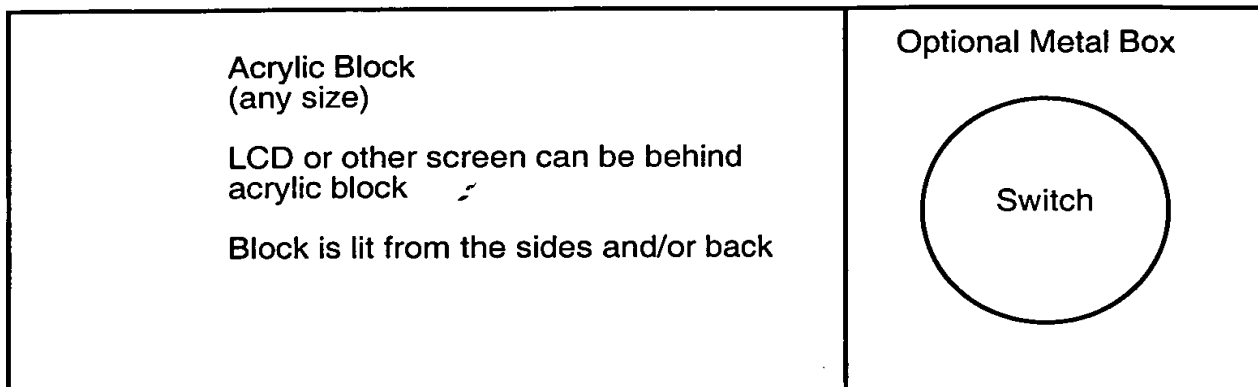 Acrylic Block
(any size)
LCD or other screen can be behind
acrylic block
Block is lit from the sides and/or back
Optional Metal Box
Switch